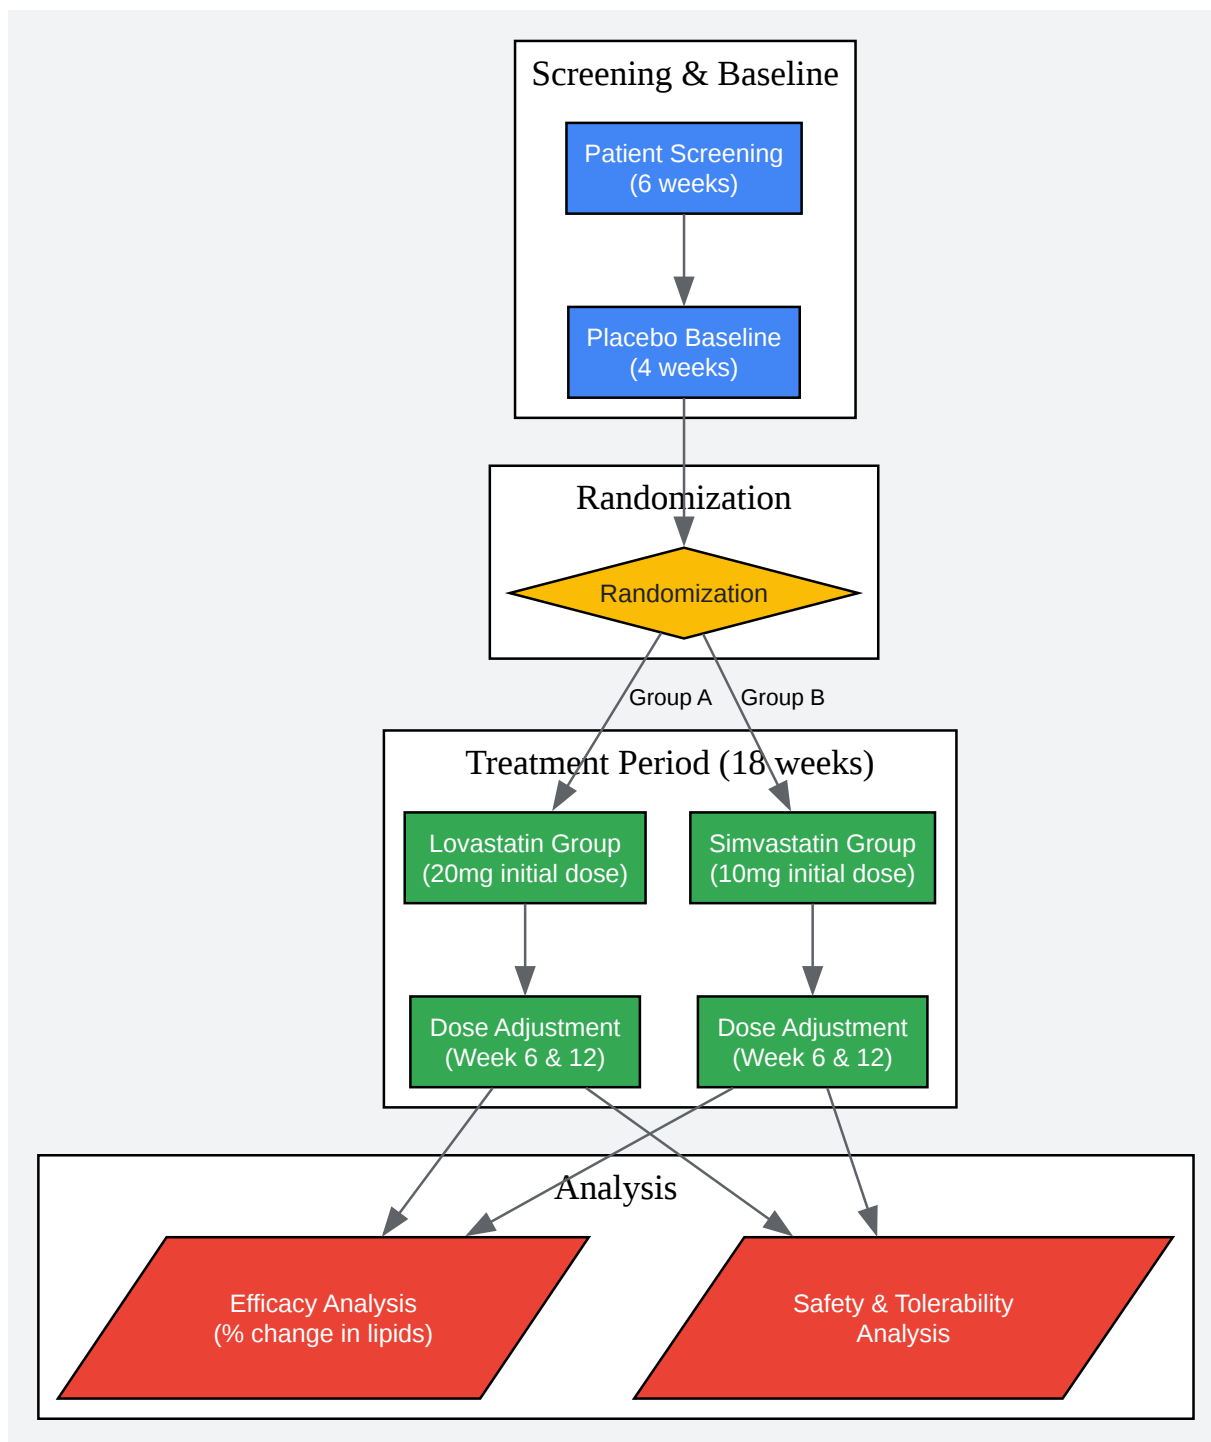 Screening & Baseline
Patient Screening
(6 weeks)
Placebo Baseline
(4 weeks)
Randomization
Randomization
Group A
Group B
Treatment Period (18 weeks)
Lovastatin Group
(20mg initial dose)
Simvastatin Group
(10mg initial dose)
Dose Adjustment
(Week 6 & 12)
Dose Adjustment
(Week 6 & 12)
Analysis
Efficacy Analysis
(% change in lipids)
Safety & Tolerability
Analysis